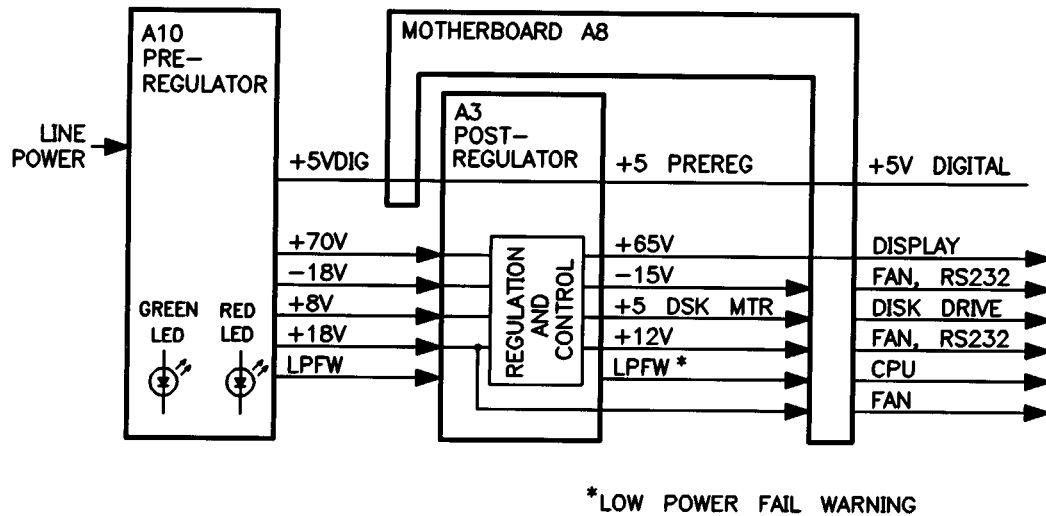 A10
PRE-
REGULATOR
MOTHERBOARD A8
A3
POST-
REGULATOR
LINE
POWER
+5VDIG
+5 PREREG
+5V DIGITAL
+70V
-18V
+8V
+18V
LPFW
GREEN
LED
RED
LED
REGULATION
AND
CONTROL
+65V
-15V
+5 DSK MTR
+12V
LPFW*
DISPLAY
FAN, RS232
DISK DRIVE
FAN, RS232
CPU
FAN
*LOW POWER FAIL WARNING